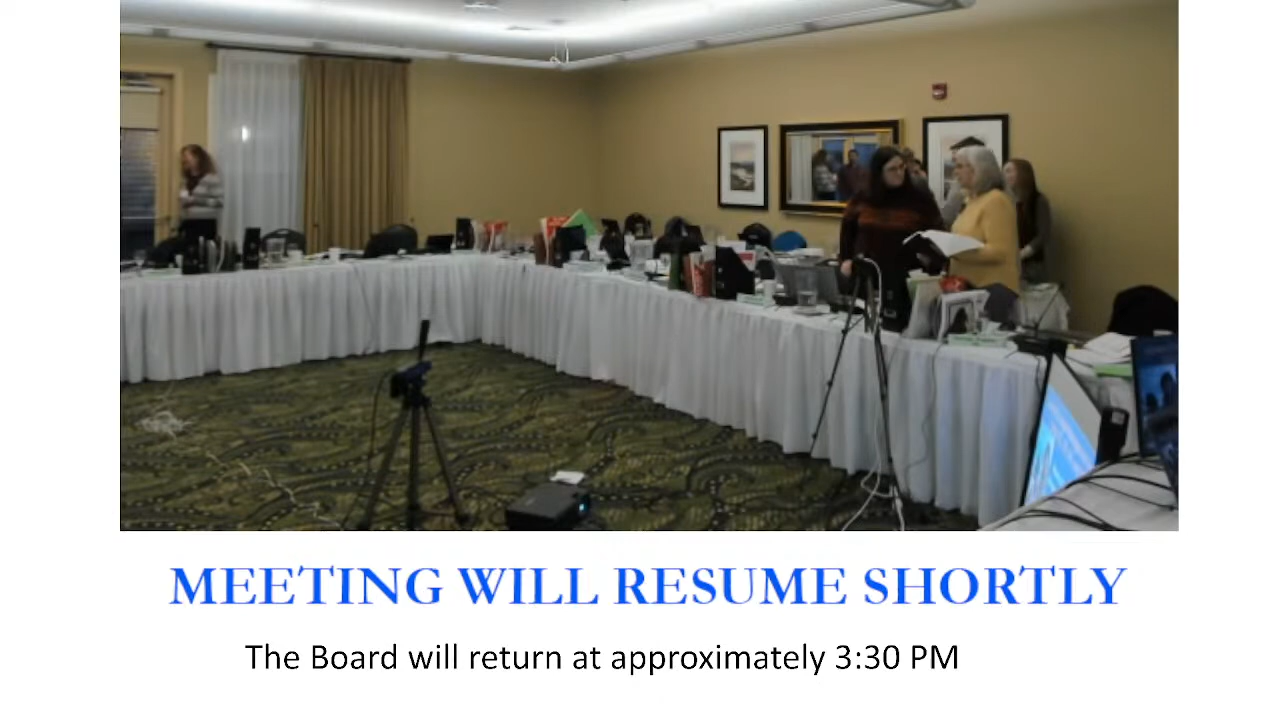 MEETING WILL RESUME SHORTLY
The Board will return at approximately 3:30 PM